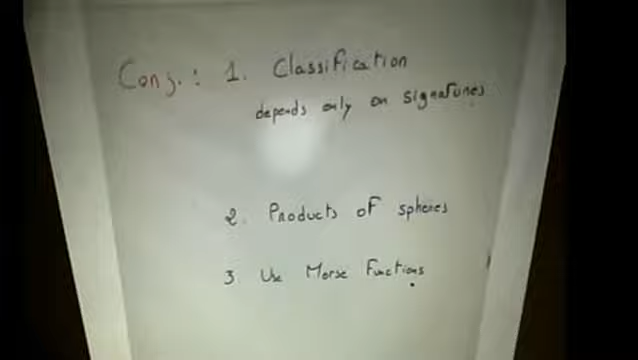 Conj. : 1. Classification
depends only on signatures
2. Products of spheres
3. Use Morse Functions